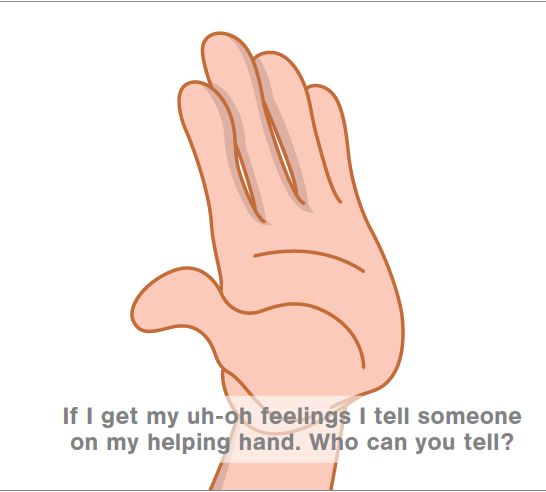 If I get my uh-oh feelings I tell someone
on my helping hand. Who can you tell?